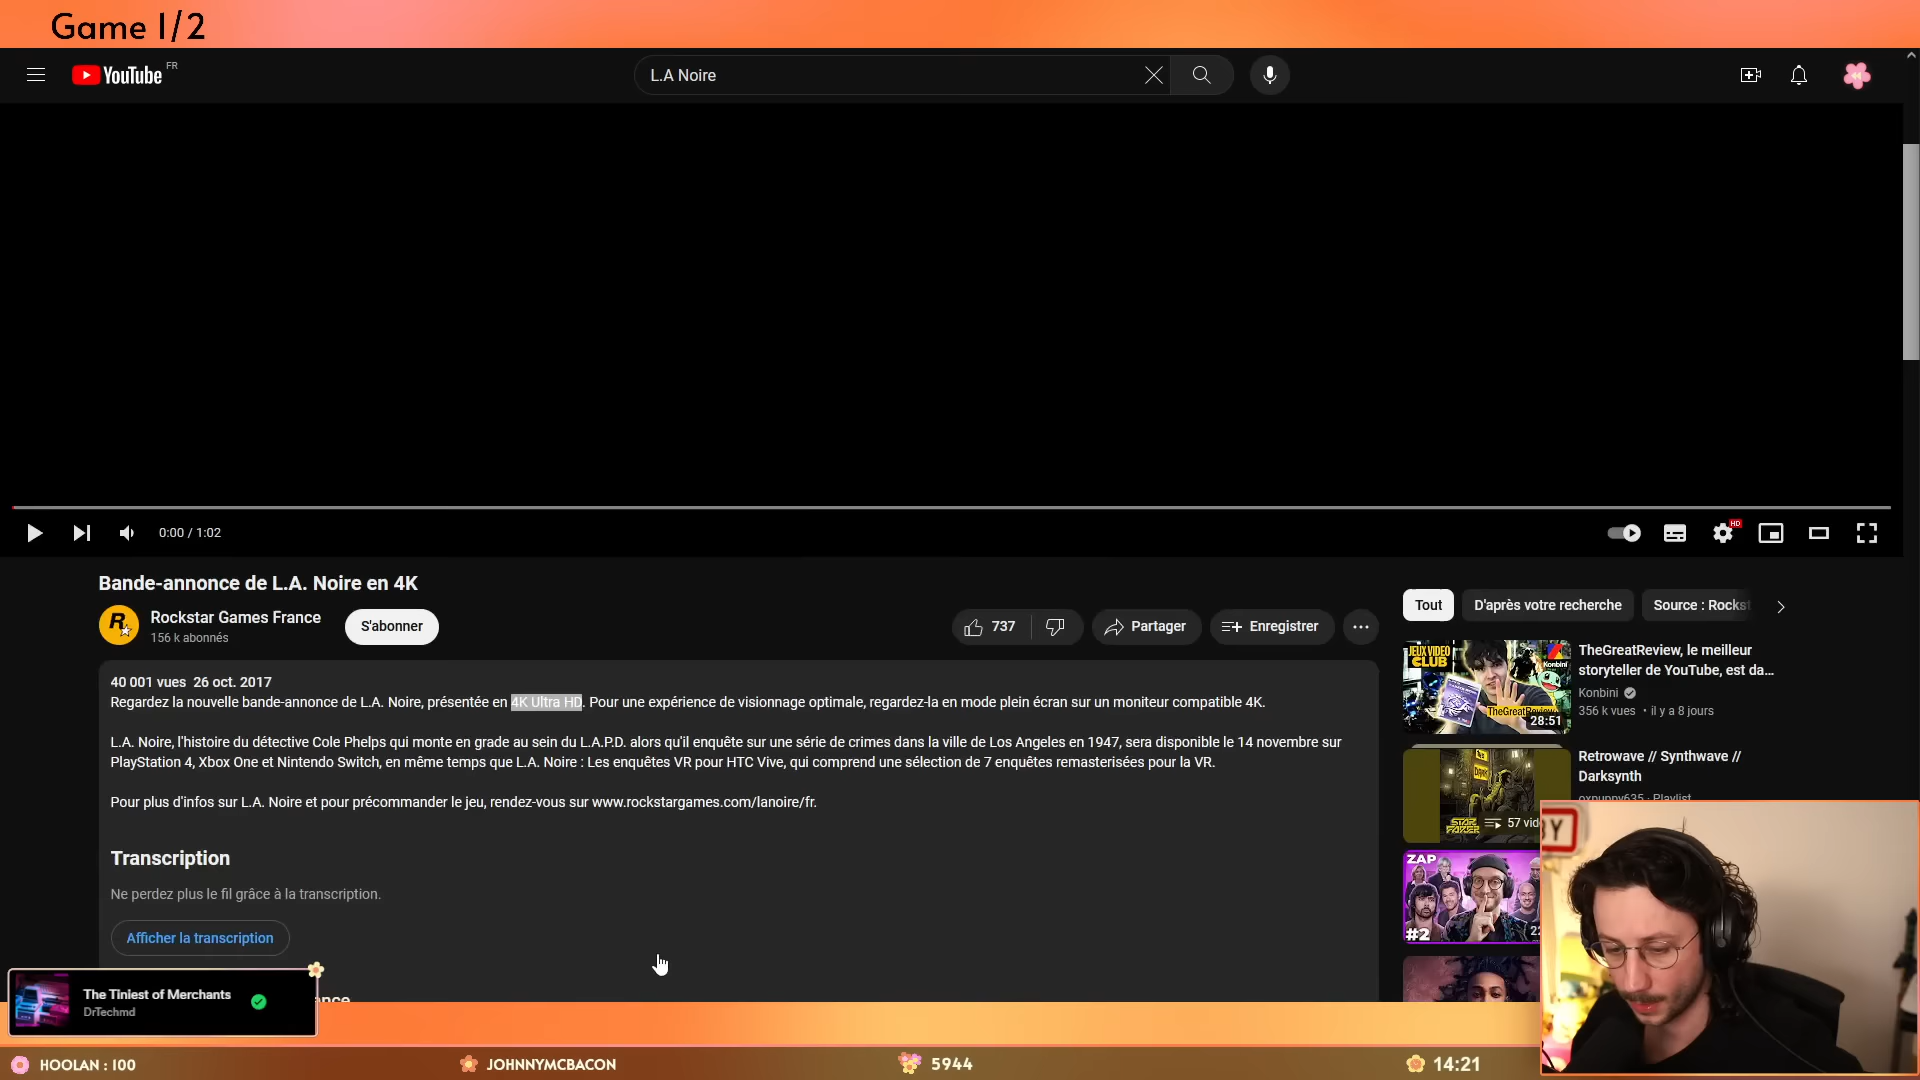 Game 1/2
YouTube FR
L.A Noire
0:00 / 1:02
HD
Bande-annonce de L.A. Noire en 4K
Rockstar Games France
156 k abonnés
S'abonner
737
Partager
Enregistrer
40 001 vues 26 oct. 2017
Regardez la nouvelle bande-annonce de L.A. Noire, présentée en 4K Ultra HD. Pour une expérience de visionnage optimale, regardez-la en mode plein écran sur un moniteur compatible 4K.
L.A. Noire, l'histoire du détective Cole Phelps qui monte en grade au sein du L.A.P.D. alors qu'il enquête sur une série de crimes dans la ville de Los Angeles en 1947, sera disponible le 14 novembre sur
PlayStation 4, Xbox One et Nintendo Switch, en même temps que L.A. Noire : Les enquêtes VR pour HTC Vive, qui comprend une sélection de 7 enquêtes remasterisées pour la VR.
Pour plus d'infos sur L.A. Noire et pour précommander le jeu, rendez-vous sur www.rockstargames.com/lanoire/fr.
Transcription
Ne perdez plus le fil grâce à la transcription.
Afficher la transcription
Tout
D'après votre recherche
Source : Rockst
JEUX VIDEO
CLUB
Konbini
TheGreatReview
28:51
TheGreatReview, le meilleur
storyteller de YouTube, est da...
Konbini
356 k vues • il y a 8 jours
57 vidé
Retrowave // Synthwave //
Darksynth
oxpuppy635 · Playlist
ZAP
#2
The Tiniest of Merchants
DrTechmd
HOOLAN : 100
JOHNNYMCBACON
5944
14:21